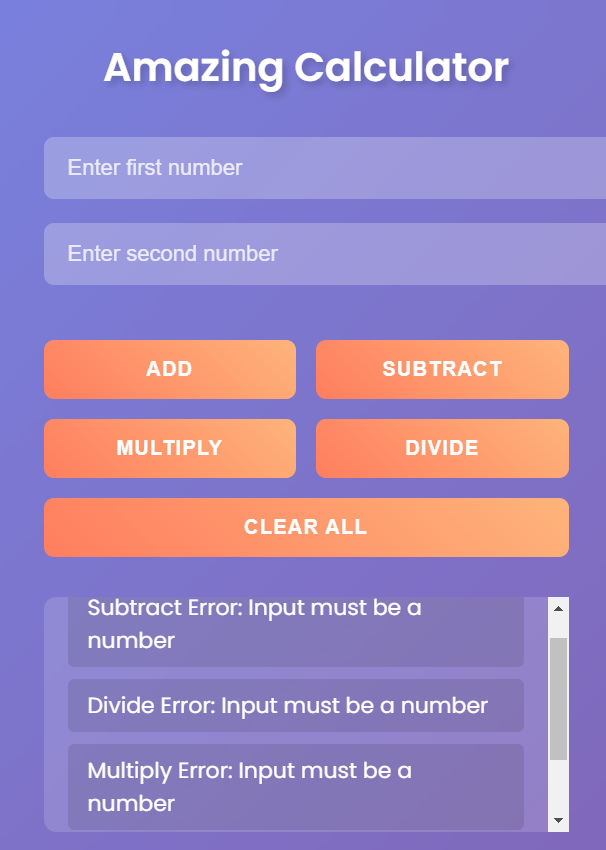 Amazing Calculator
Enter first number
Enter second number
ADD
SUBTRACT
MULTIPLY
DIVIDE
CLEAR ALL
Subtract Error: Input must be a
number
Divide Error: Input must be a number
Multiply Error: Input must be a
number